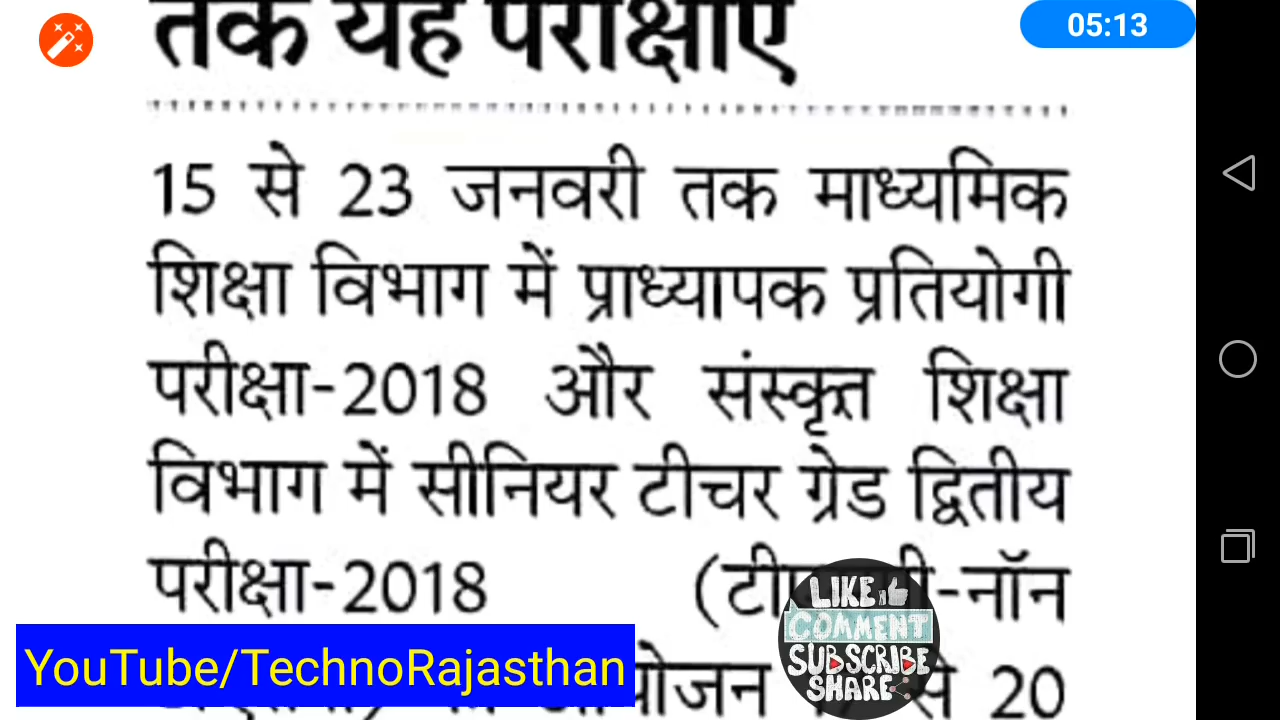 तक यह परीक्षाएं
05:13
15 से 23 जनवरी तक माध्यमिक
शिक्षा विभाग में प्राध्यापक प्रतियोगी
परीक्षा-2018 और संस्कृत शिक्षा
विभाग में सीनियर टीचर ग्रेड द्वितीय
परीक्षा-2018 -नॉन
से 20
YouTube/TechnoRajasthan
LIKE
COMMENT
SUBSCRIBE
SHARE